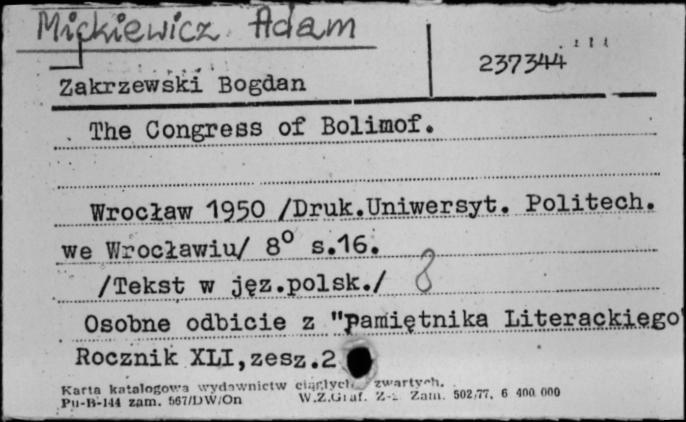 Mickiewicz Adam
237344
Zakrzewski Bogdan
The Congress of Bolimof.
Wrocław 1950 /Druk.Uniwersyt. Politech.
we Wrocławiu/ 8° s.16.
/Tekst w jęz.polsk./ 8
Osobne odbicie z "Pamiętnika Literackiego"
Rocznik XLI,zesz.2
Karta katalogowa wydawnictw ciągłych zwartych.
Pu-B-144 zam. 567/DW/On W.Z.Graf. Z-2 Zam. 502/77. 6 400 000